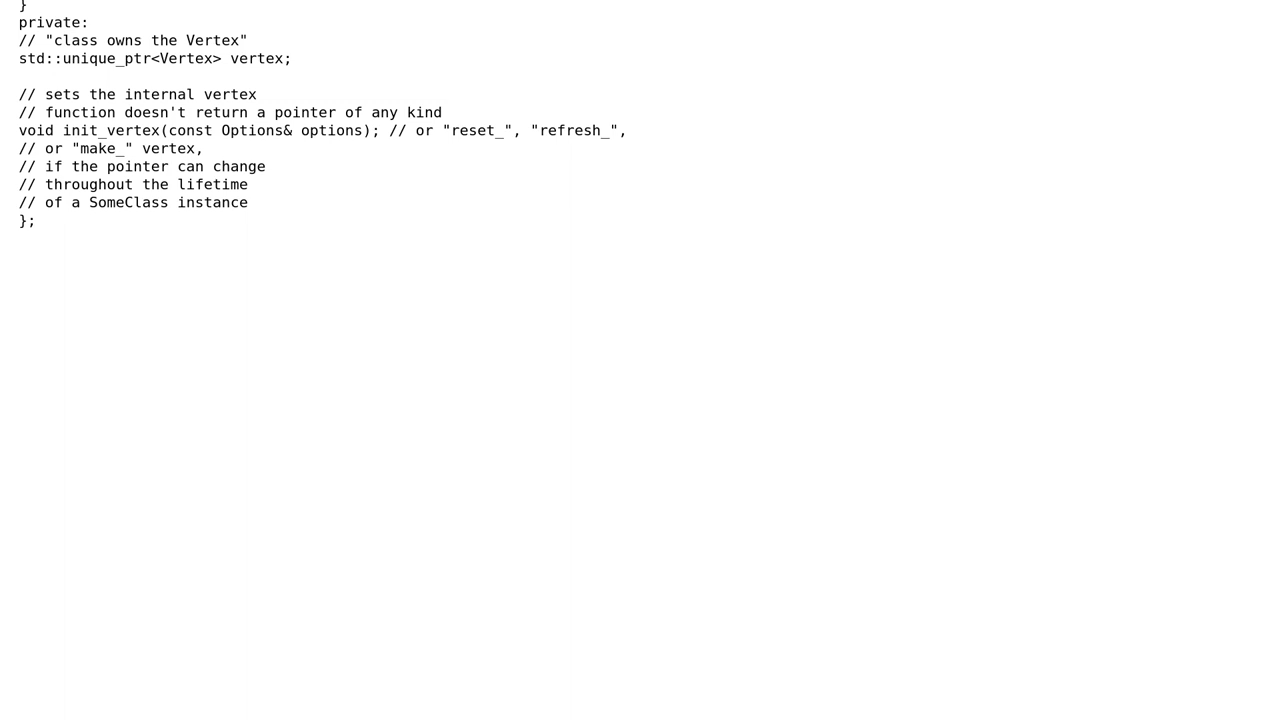 }
private:
// "class owns the Vertex"
std::unique_ptr<Vertex> vertex;
// sets the internal vertex
// function doesn't return a pointer of any kind
void init_vertex(const Options& options); // or "reset_", "refresh_",
// or "make_" vertex,
// if the pointer can change
// throughout the lifetime
// of a SomeClass instance
};